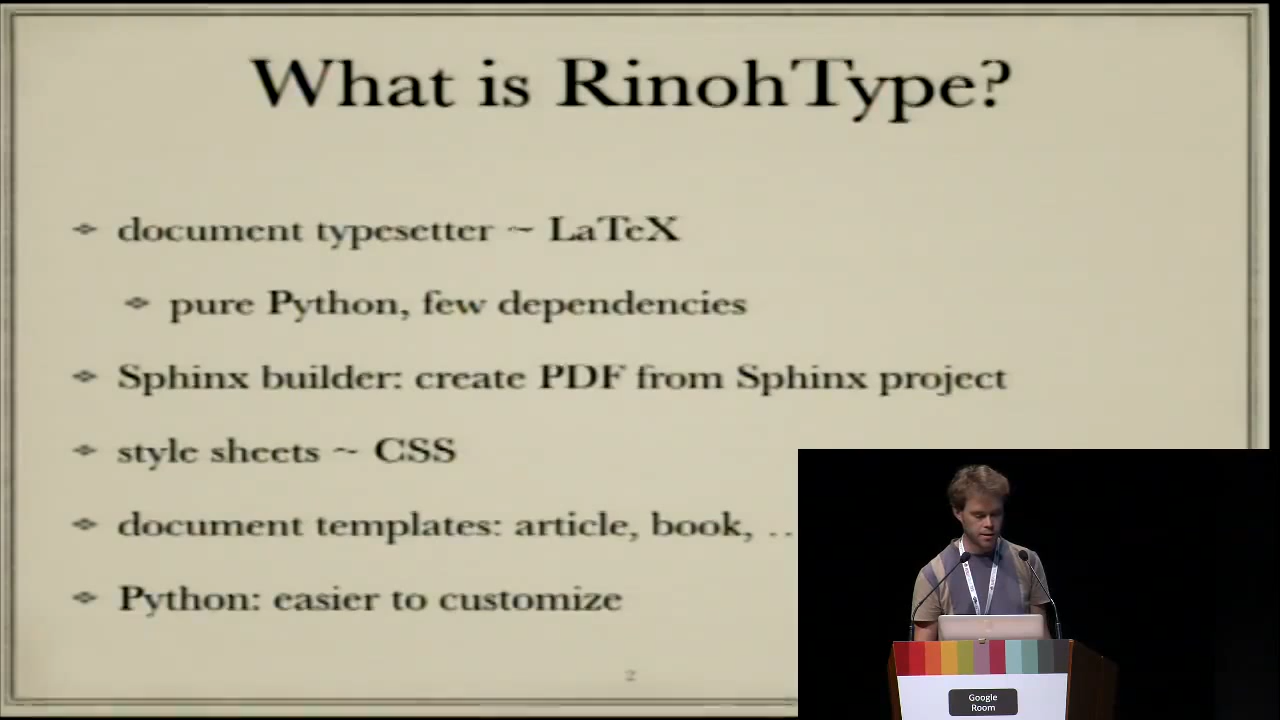 What is RinohType?
document typesetter ~ LaTeX
pure Python, few dependencies
Sphinx builder: create PDF from Sphinx project
style sheets ~ CSS
document templates: article, book, …
Python: easier to customize
2
Google
Room